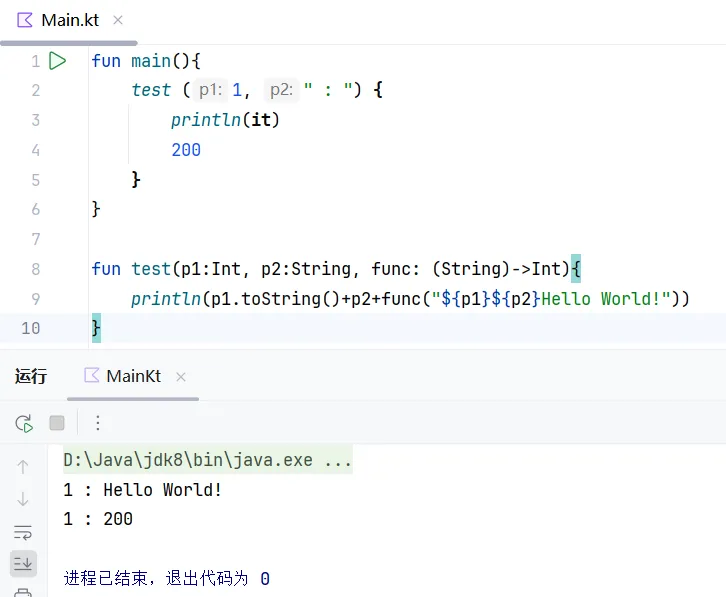 Main.kt
1 fun main(){
2 test ( p1: 1, p2: " : ") {
3 println(it)
4 200
5 }
6 }
7
8 fun test(p1:Int, p2:String, func: (String)->Int){
9 println(p1.toString()+p2+func("${p1}${p2}Hello World!"))
10 }
运行 MainKt
D:\Java\jdk8\bin\java.exe ...
1 : Hello World!
1 : 200
进程已结束，退出代码为 0